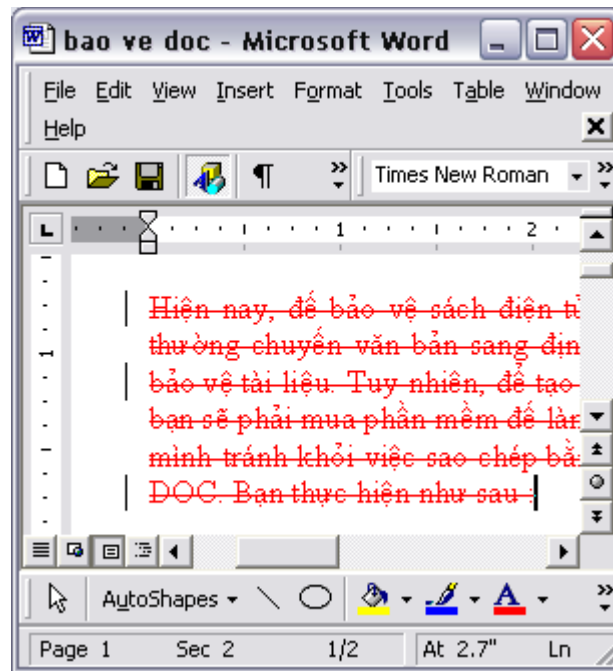 bao ve doc - Microsoft Word
File Edit View Insert Format Tools Table Window
Help
Times New Roman
1 2
Hiện nay, để bảo vệ sách điện tử
thường chuyển văn bản sang địn
bảo vệ tài liệu. Tuy nhiên, để tạo
bạn sẽ phải mua phần mềm để làm
mình tránh khỏi việc sao chép bằ
DOC. Bạn thực hiện như sau :
AutoShapes
Page 1 Sec 2 1/2 At 2.7" Ln